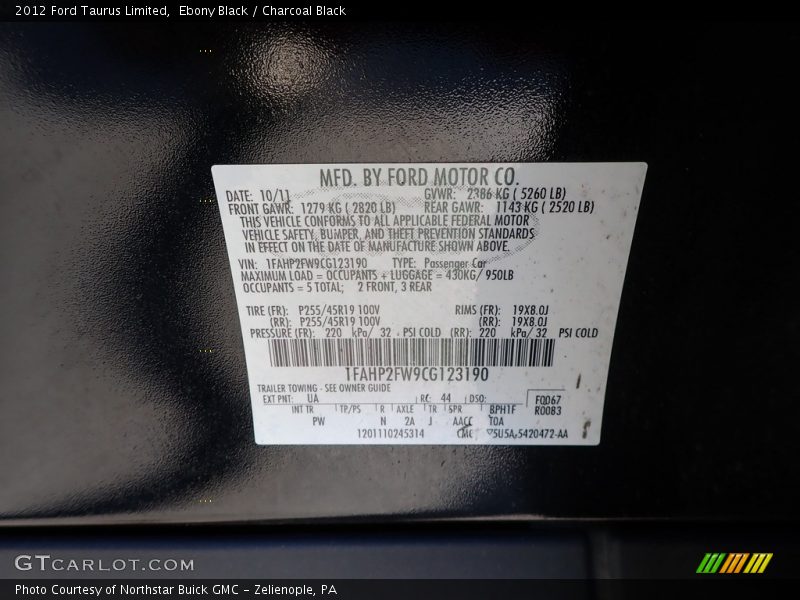 2012 Ford Taurus Limited, Ebony Black / Charcoal Black
MFD. BY FORD MOTOR CO.
DATE: 10/11 GVWR: 2386 KG ( 5260 LB)
FRONT GAWR: 1279 KG ( 2820 LB) REAR GAWR: 1143 KG ( 2520 LB)
THIS VEHICLE CONFORMS TO ALL APPLICABLE FEDERAL MOTOR
VEHICLE SAFETY, BUMPER, AND THEFT PREVENTION STANDARDS
IN EFFECT ON THE DATE OF MANUFACTURE SHOWN ABOVE.
VIN: 1FAHP2FW9CG123190 TYPE: Passenger Car
MAXIMUM LOAD = OCCUPANTS + LUGGAGE = 430KG/ 950LB
OCCUPANTS = 5 TOTAL; 2 FRONT, 3 REAR
TIRE (FR): P255/45R19 100V RIMS (FR): 19X8.0J
(RR): P255/45R19 100V (RR): 19X8.0J
PRESSURE (FR): 220 kPa/ 32 PSI COLD (RR): 220 kPa/ 32 PSI COLD
1FAHP2FW9CG123190
TRAILER TOWING - SEE OWNER GUIDE
EXT PNT: UA RC: 44 DSO: F0067
INT TR TP/PS R AXLE TR SPR BPH1F R0083
PW N 2A J AACC TOA
1201110245314 CMC 5U5A-5420472-AA
GTCARLOT.COM
Photo Courtesy of Northstar Buick GMC – Zelienople, PA